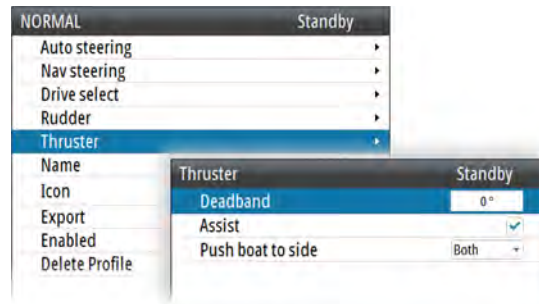 NORMAL Standby
Auto steering
Nav steering
Drive select
Rudder
Thruster
Name
Icon
Export
Enabled
Delete Profile
Thruster Standby
Deadband 0°
Assist
Push boat to side Both